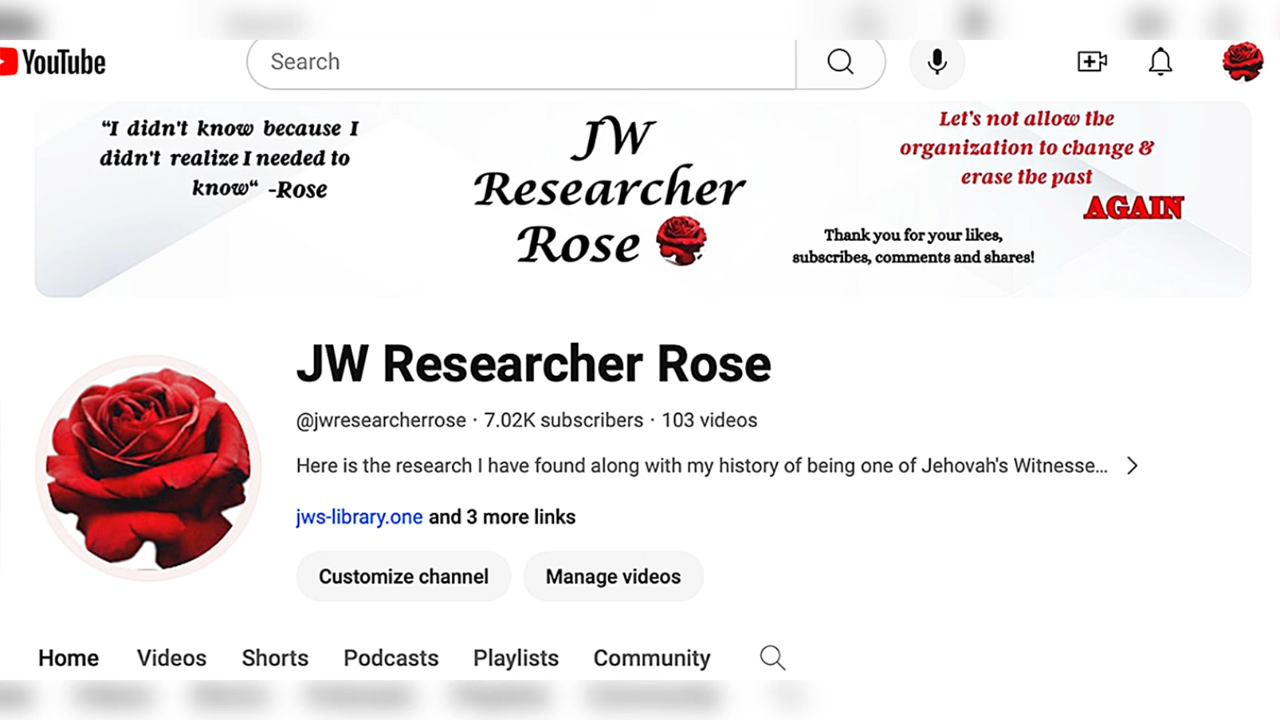 YouTube
Search
“I didn't know because I
didn't realize I needed to
know“ -Rose
JW
Researcher
Rose
Let's not allow the
organization to change &
erase the past
AGAIN
Thank you for your likes,
subscribes, comments and shares!
JW Researcher Rose
@jwresearcherrose · 7.02K subscribers · 103 videos
Here is the research I have found along with my history of being one of Jehovah's Witnesse...
jws-library.one and 3 more links
Customize channel
Manage videos
Home Videos Shorts Podcasts Playlists Community